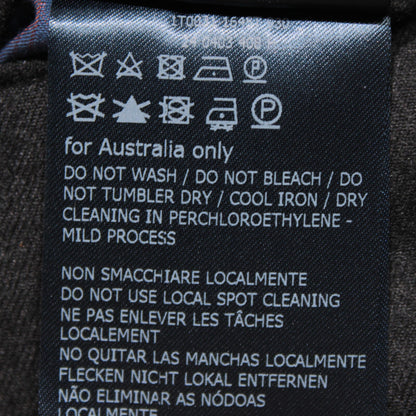 for Australia only
DO NOT WASH / DO NOT BLEACH / DO
NOT TUMBLER DRY / COOL IRON / DRY
CLEANING IN PERCHLOROETHYLENE -
MILD PROCESS
NON SMACCHIARE LOCALMENTE
DO NOT USE LOCAL SPOT CLEANING
NE PAS ENLEVER LES TÂCHES
LOCALEMENT
NO QUITAR LAS MANCHAS LOCALMENTE
FLECKEN NICHT LOKAL ENTFERNEN
NÃO ELIMINAR AS NÓDOAS
LOCALMENTE